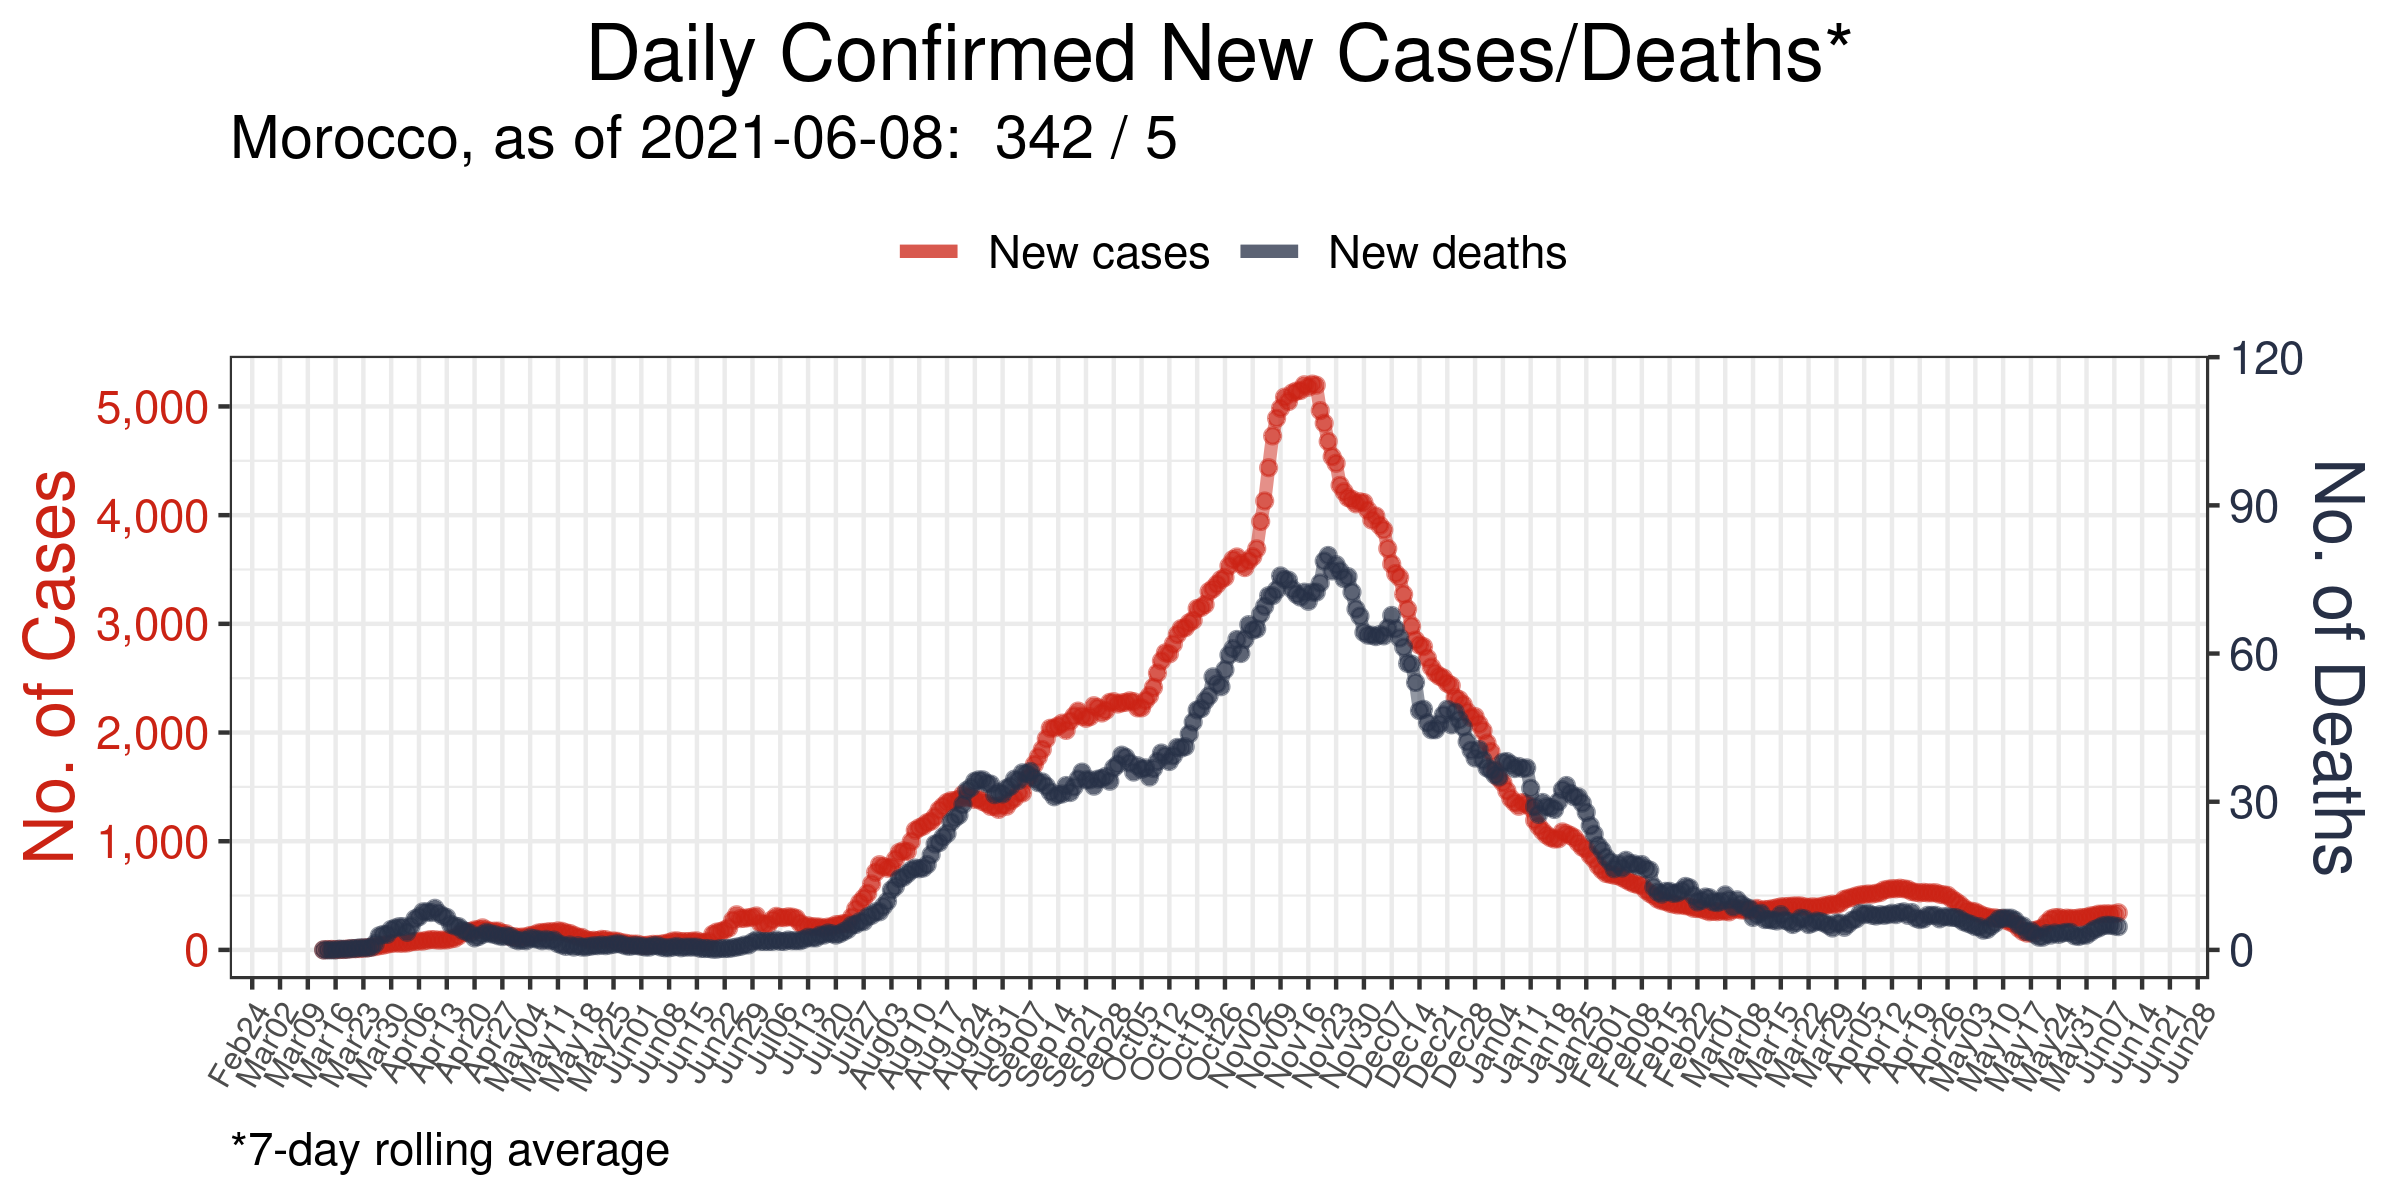 Daily Confirmed New Cases/Deaths*
Morocco, as of 2021-06-08:  342 / 5
New cases
New deaths
No. of Cases
5,000
4,000
3,000
2,000
1,000
0
120
90
60
30
0
No. of Deaths
Feb24
Mar02
Mar09
Mar16
Mar23
Mar30
Apr06
Apr13
Apr20
Apr27
May04
May11
May18
May25
Jun01
Jun08
Jun15
Jun22
Jun29
Jul06
Jul13
Jul20
Jul27
Aug03
Aug10
Aug17
Aug24
Aug31
Sep07
Sep14
Sep21
Sep28
Oct05
Oct12
Oct19
Oct26
Nov02
Nov09
Nov16
Nov23
Nov30
Dec07
Dec14
Dec21
Dec28
Jan04
Jan11
Jan18
Jan25
Feb01
Feb08
Feb15
Feb22
Mar01
Mar08
Mar15
Mar22
Mar29
Apr05
Apr12
Apr19
Apr26
May03
May10
May17
May24
May31
Jun07
Jun14
Jun21
Jun28
*7-day rolling average